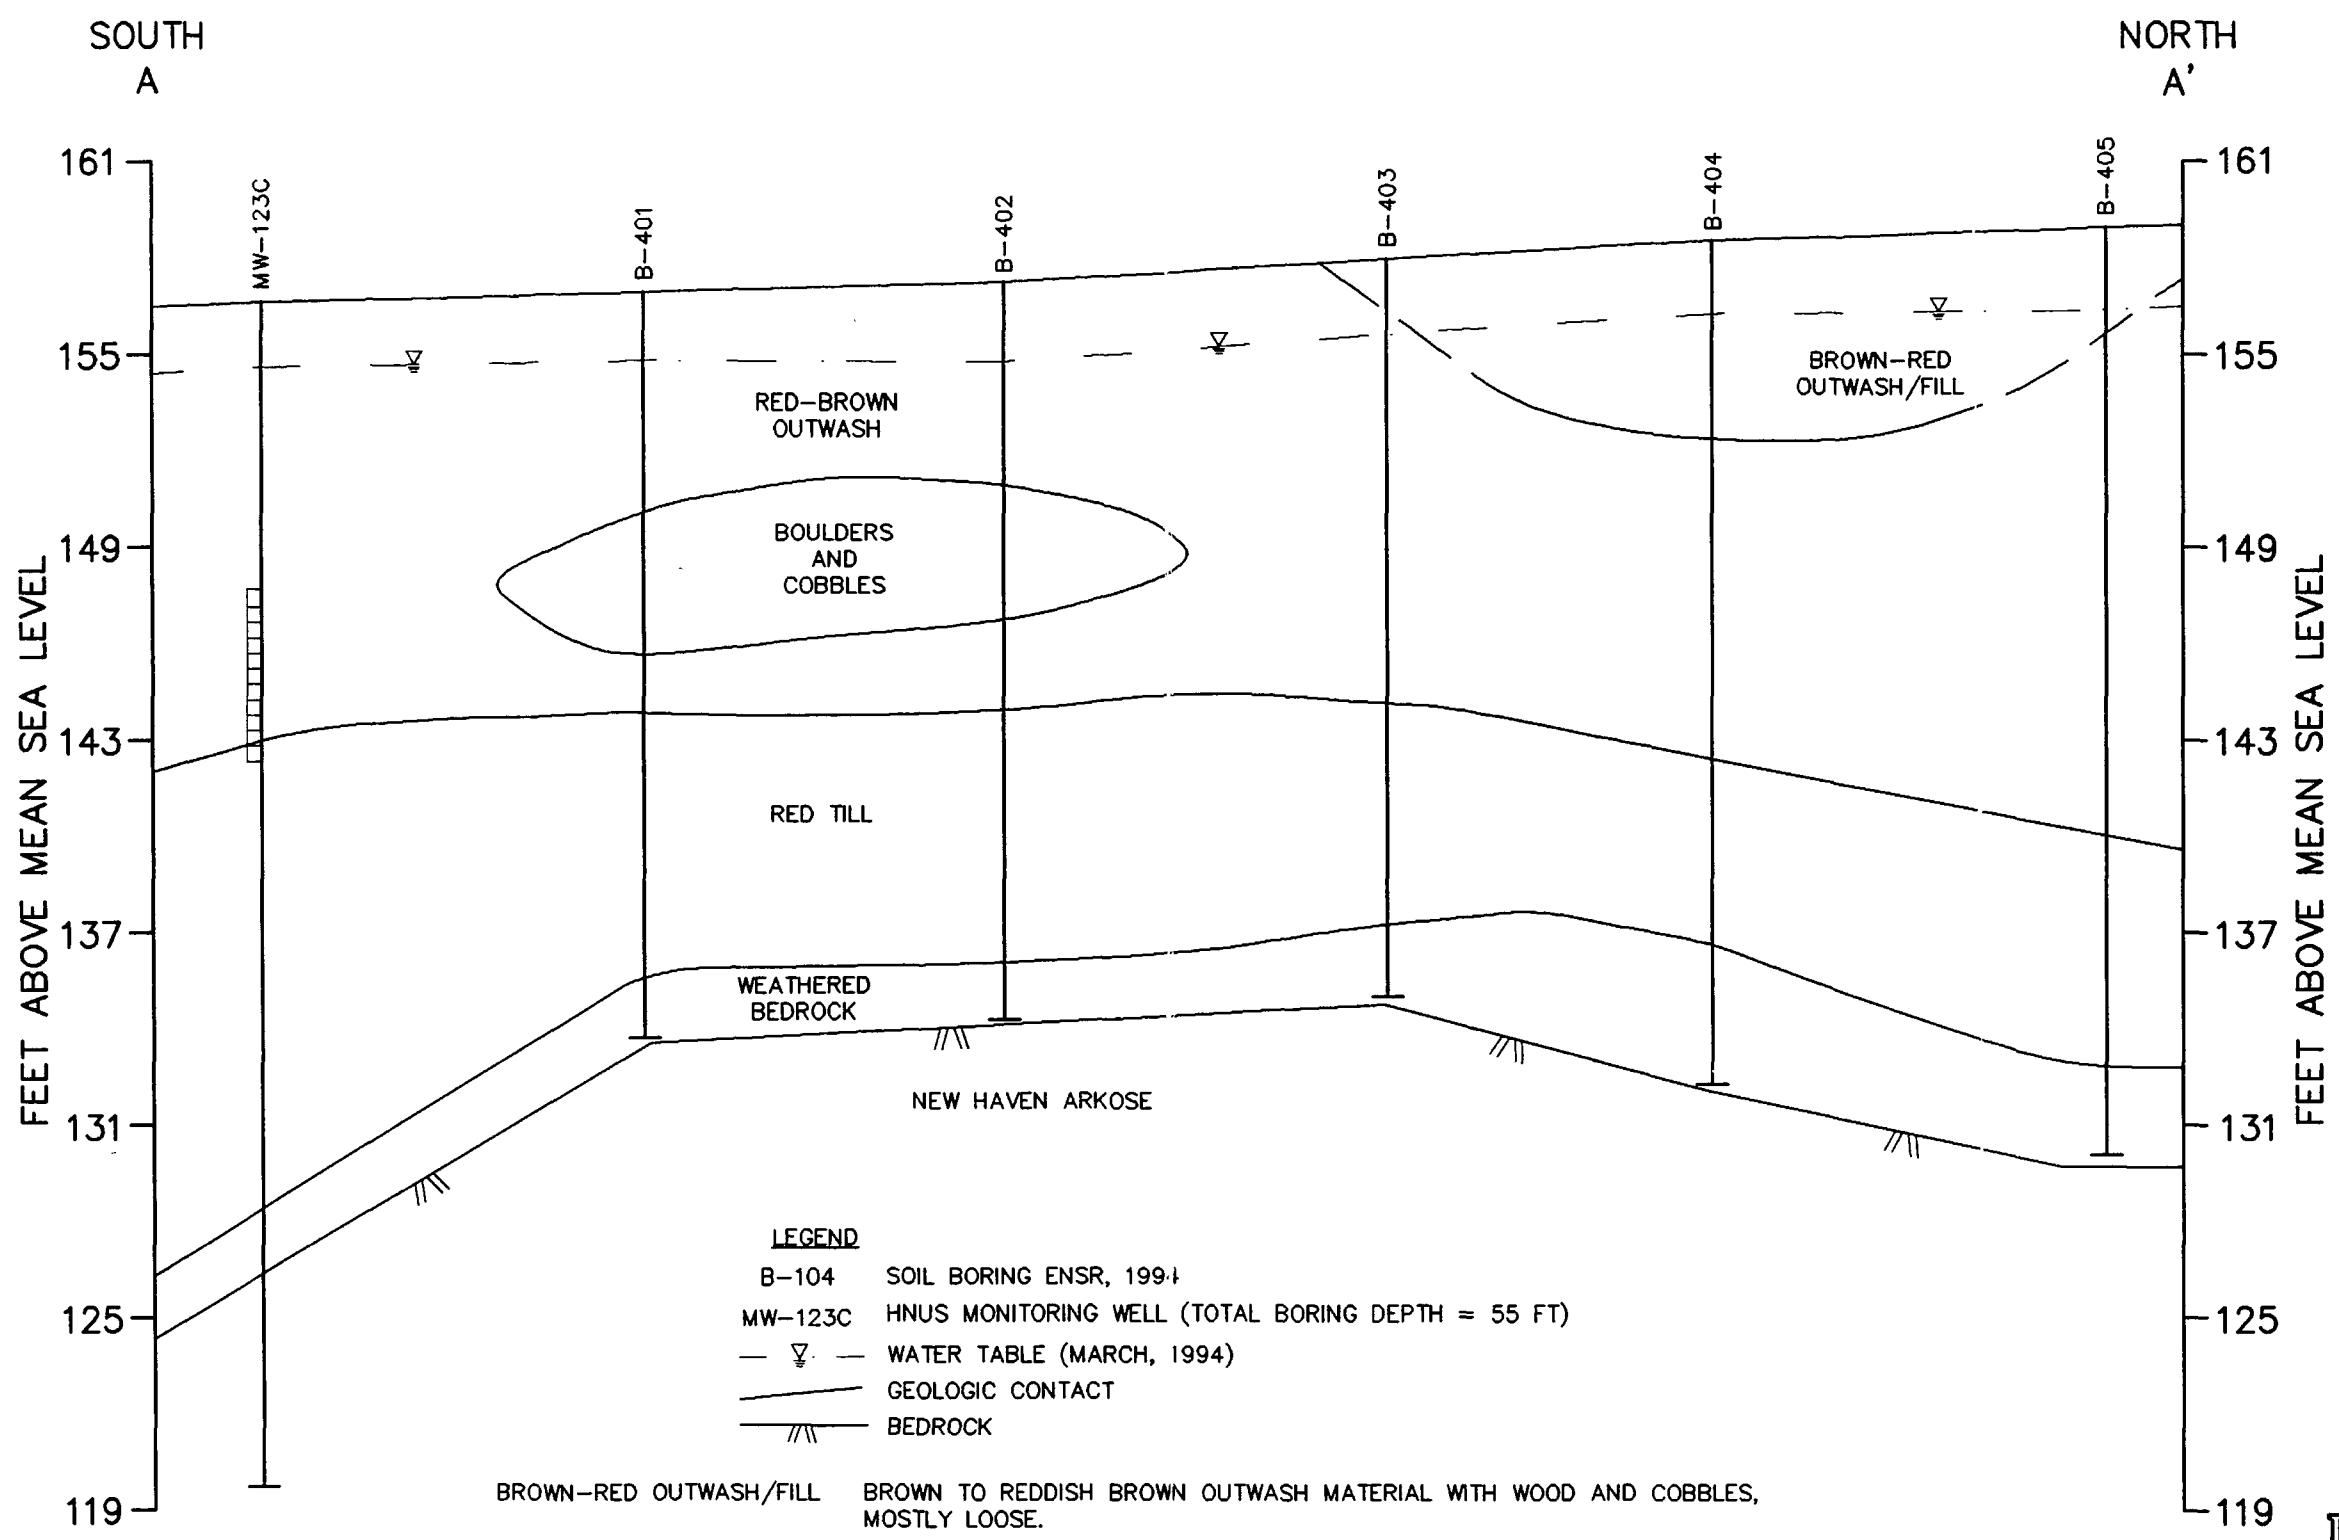 SOUTH
A
NORTH
A'
161
155
149
143
137
131
125
119
FEET ABOVE MEAN SEA LEVEL
MW-123C
B-401
B-402
B-403
B-404
B-405
161
155
149
143
137
131
125
119
FEET ABOVE MEAN SEA LEVEL
RED-BROWN
OUTWASH
BROWN-RED
OUTWASH/FILL
BOULDERS
AND
COBBLES
RED TILL
WEATHERED
BEDROCK
NEW HAVEN ARKOSE
LEGEND
B-104 SOIL BORING ENSR, 1994
MW-123C HNUS MONITORING WELL (TOTAL BORING DEPTH = 55 FT)
WATER TABLE (MARCH, 1994)
GEOLOGIC CONTACT
BEDROCK
BROWN-RED OUTWASH/FILL BROWN TO REDDISH BROWN OUTWASH MATERIAL WITH WOOD AND COBBLES,
MOSTLY LOOSE.